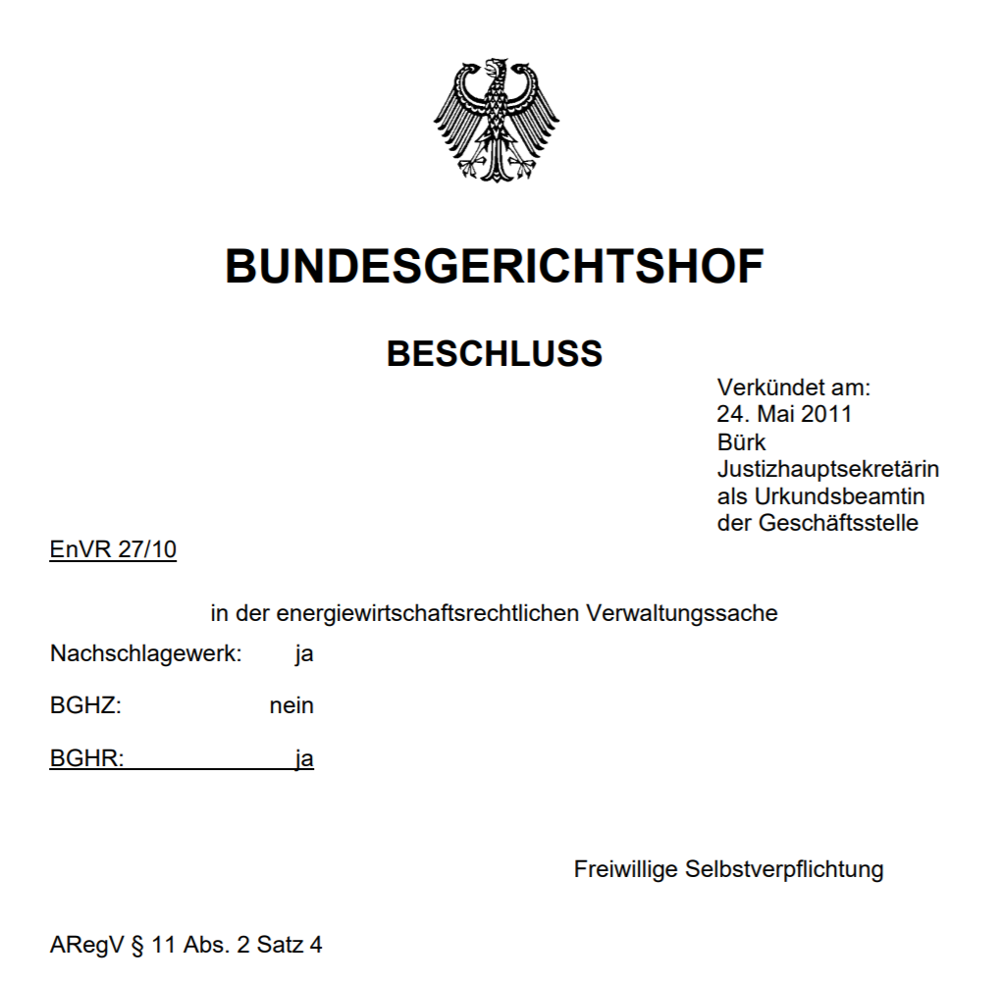 BUNDESGERICHTSHOF
BESCHLUSS
Verkündet am:
24. Mai 2011
Bürk
Justizhauptsekretärin
als Urkundsbeamtin
der Geschäftsstelle
EnVR 27/10
in der energiewirtschaftsrechtlichen Verwaltungssache
Nachschlagewerk: ja
BGHZ: nein
BGHR: ja
Freiwillige Selbstverpflichtung
ARegV § 11 Abs. 2 Satz 4